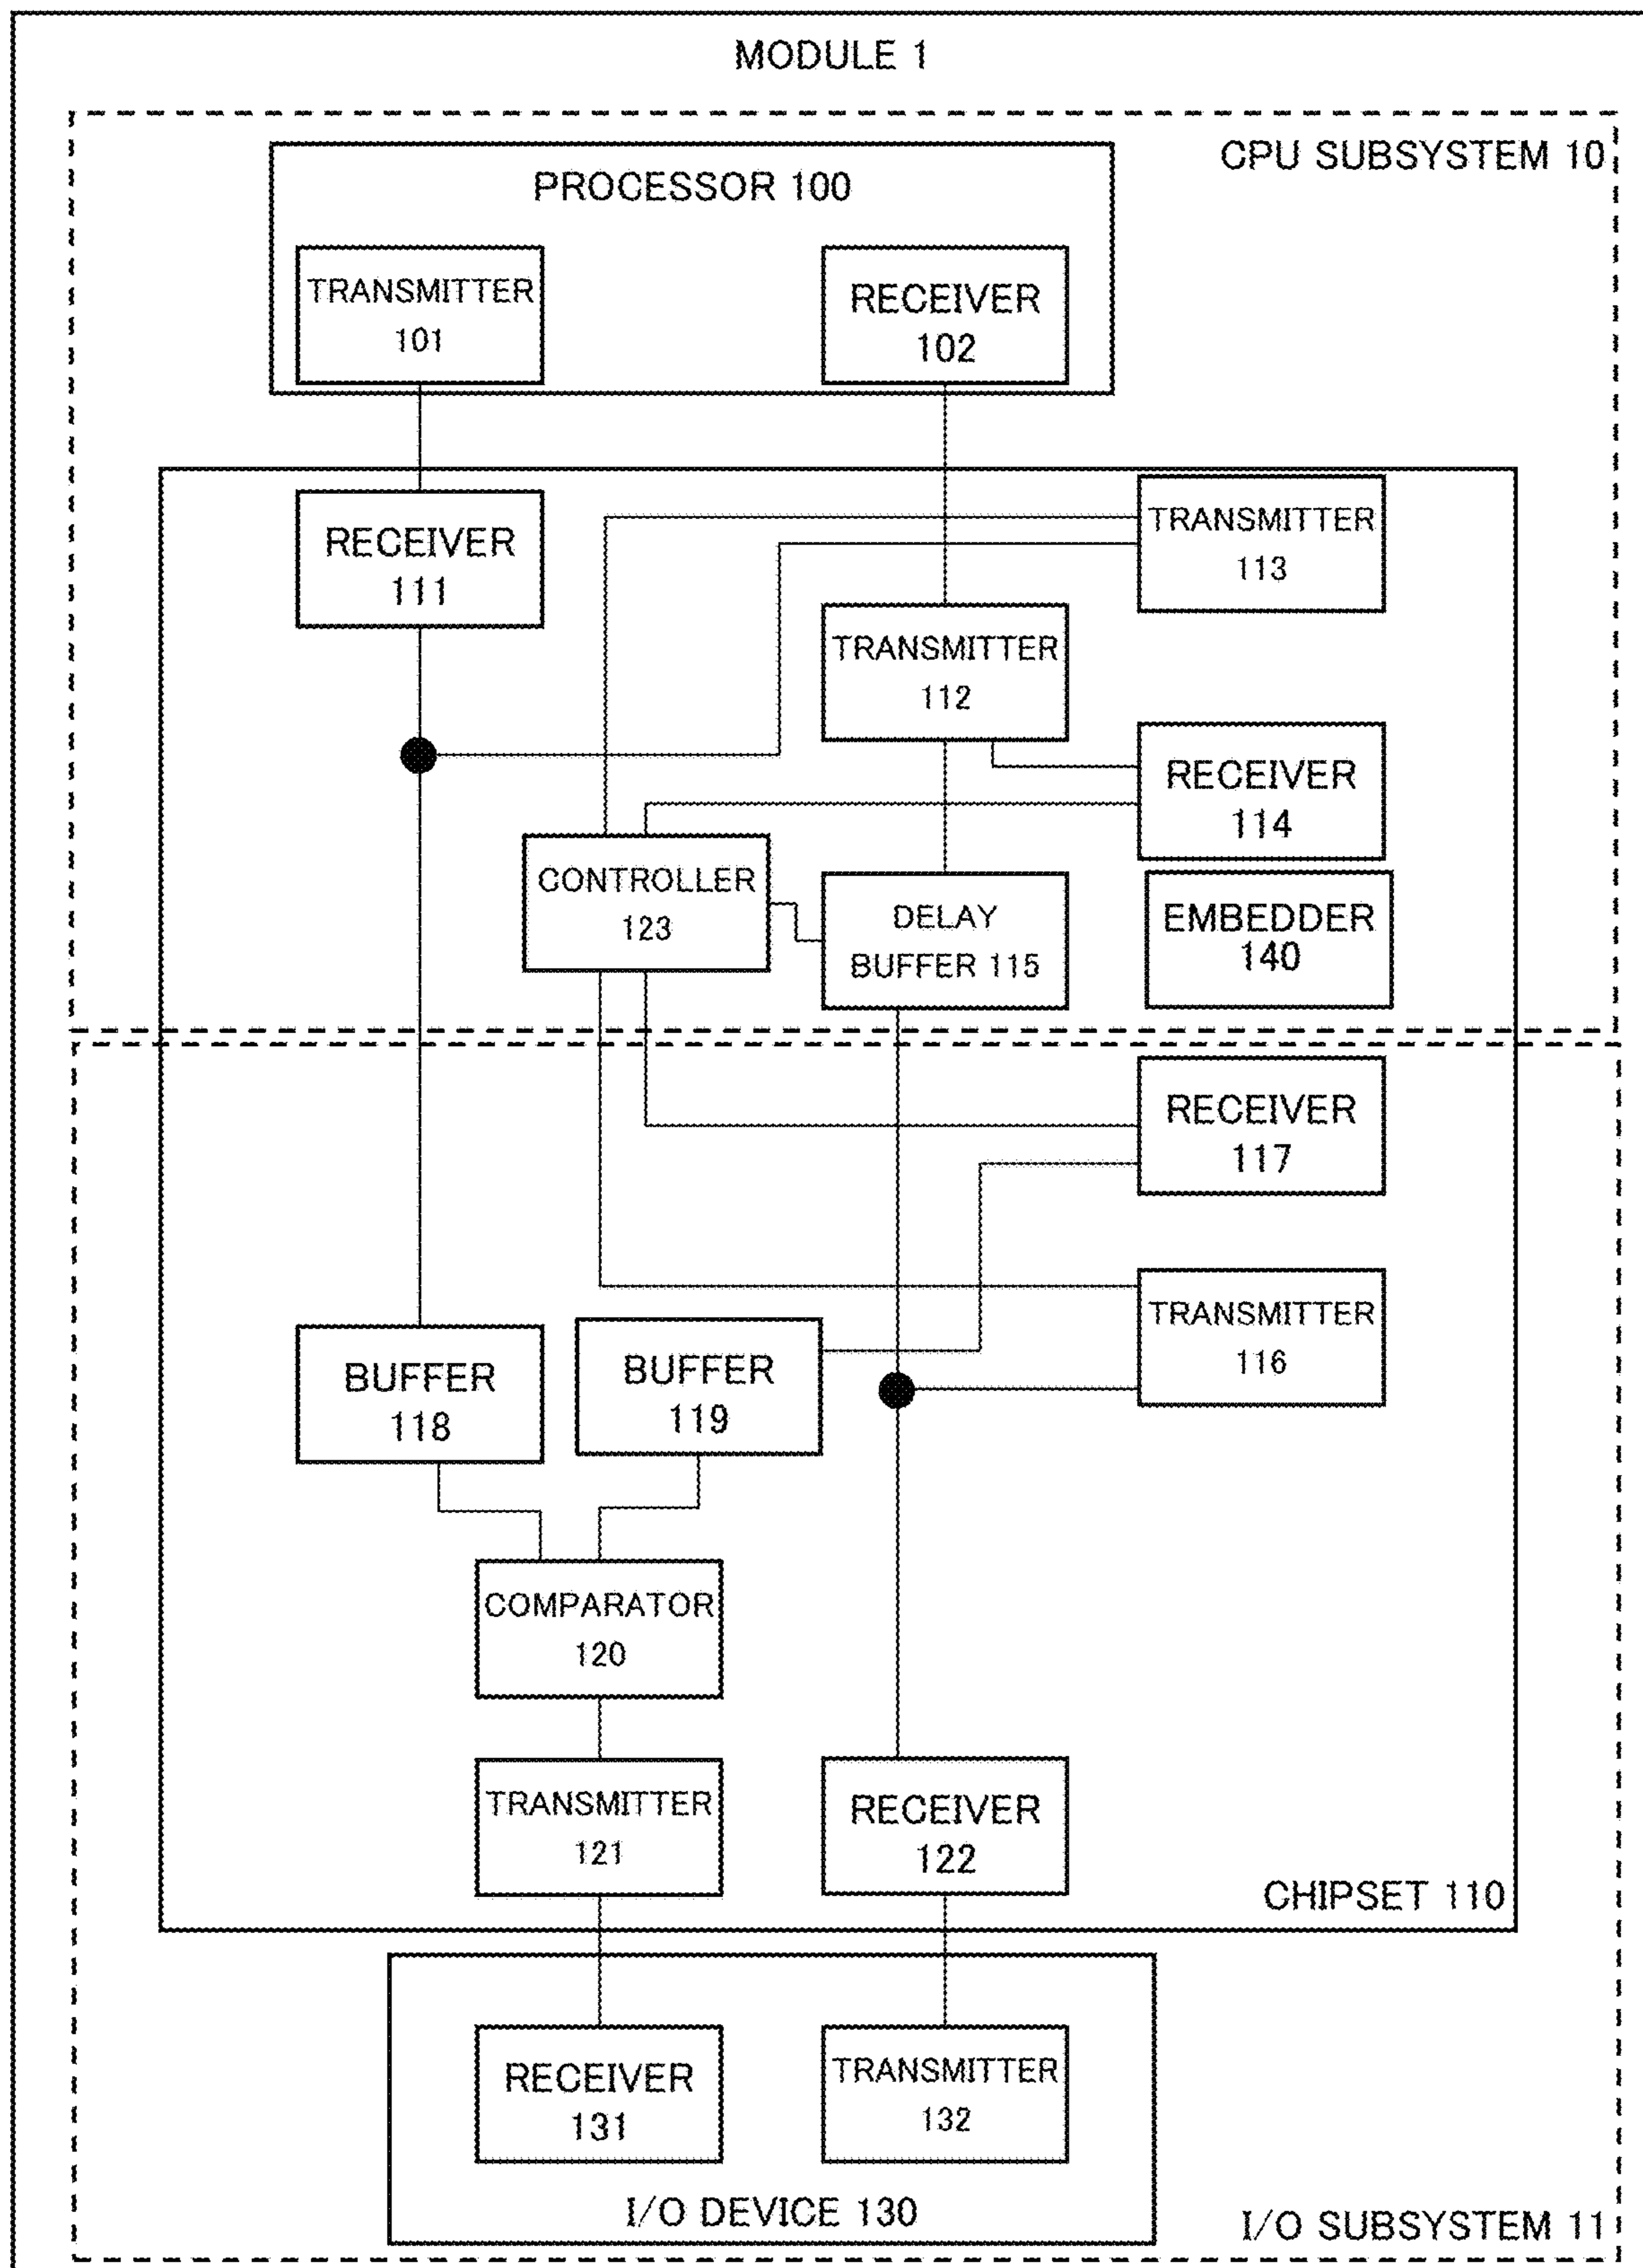 MODULE 1
CPU SUBSYSTEM 10
PROCESSOR 100
TRANSMITTER
101
RECEIVER
102
RECEIVER
111
TRANSMITTER
113
TRANSMITTER
112
RECEIVER
114
CONTROLLER
123
DELAY
BUFFER 115
EMBEDDER
140
RECEIVER
117
TRANSMITTER
116
BUFFER
118
BUFFER
119
COMPARATOR
120
TRANSMITTER
121
RECEIVER
122
CHIPSET 110
RECEIVER
131
TRANSMITTER
132
I/O DEVICE 130
I/O SUBSYSTEM 11